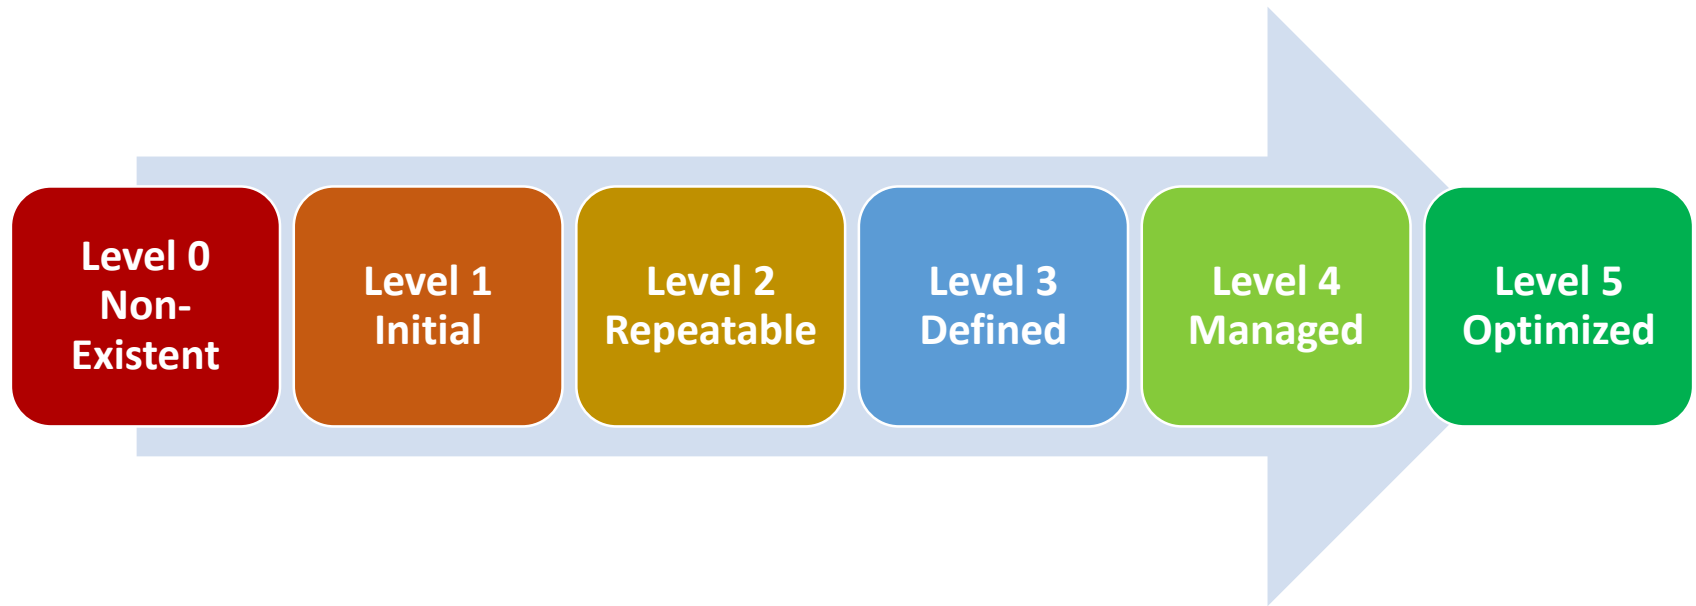 Level 0
Non-
Existent
Level 1
Initial
Level 2
Repeatable
Level 3
Defined
Level 4
Managed
Level 5
Optimized